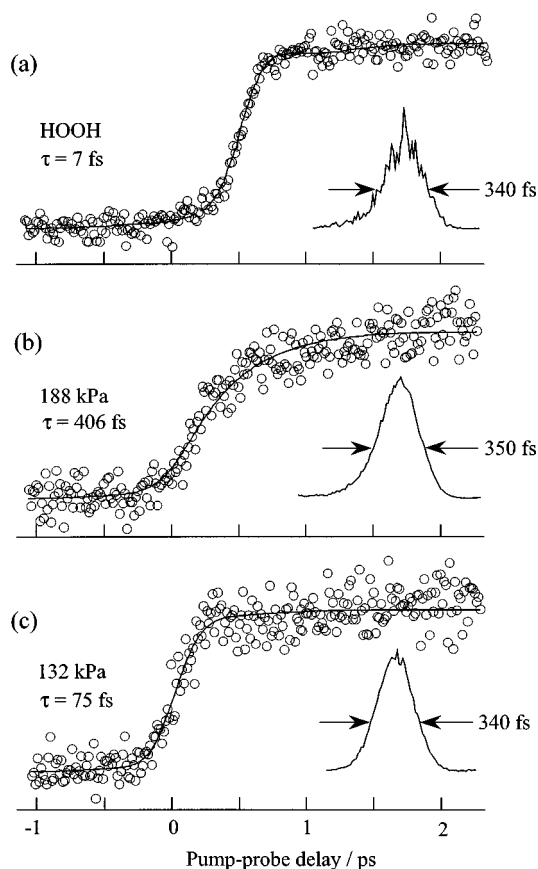 (a)
HOOH
τ = 7 fs
340 fs
(b)
188 kPa
τ = 406 fs
350 fs
(c)
132 kPa
τ = 75 fs
340 fs
-1 0 1 2
Pump-probe delay / ps